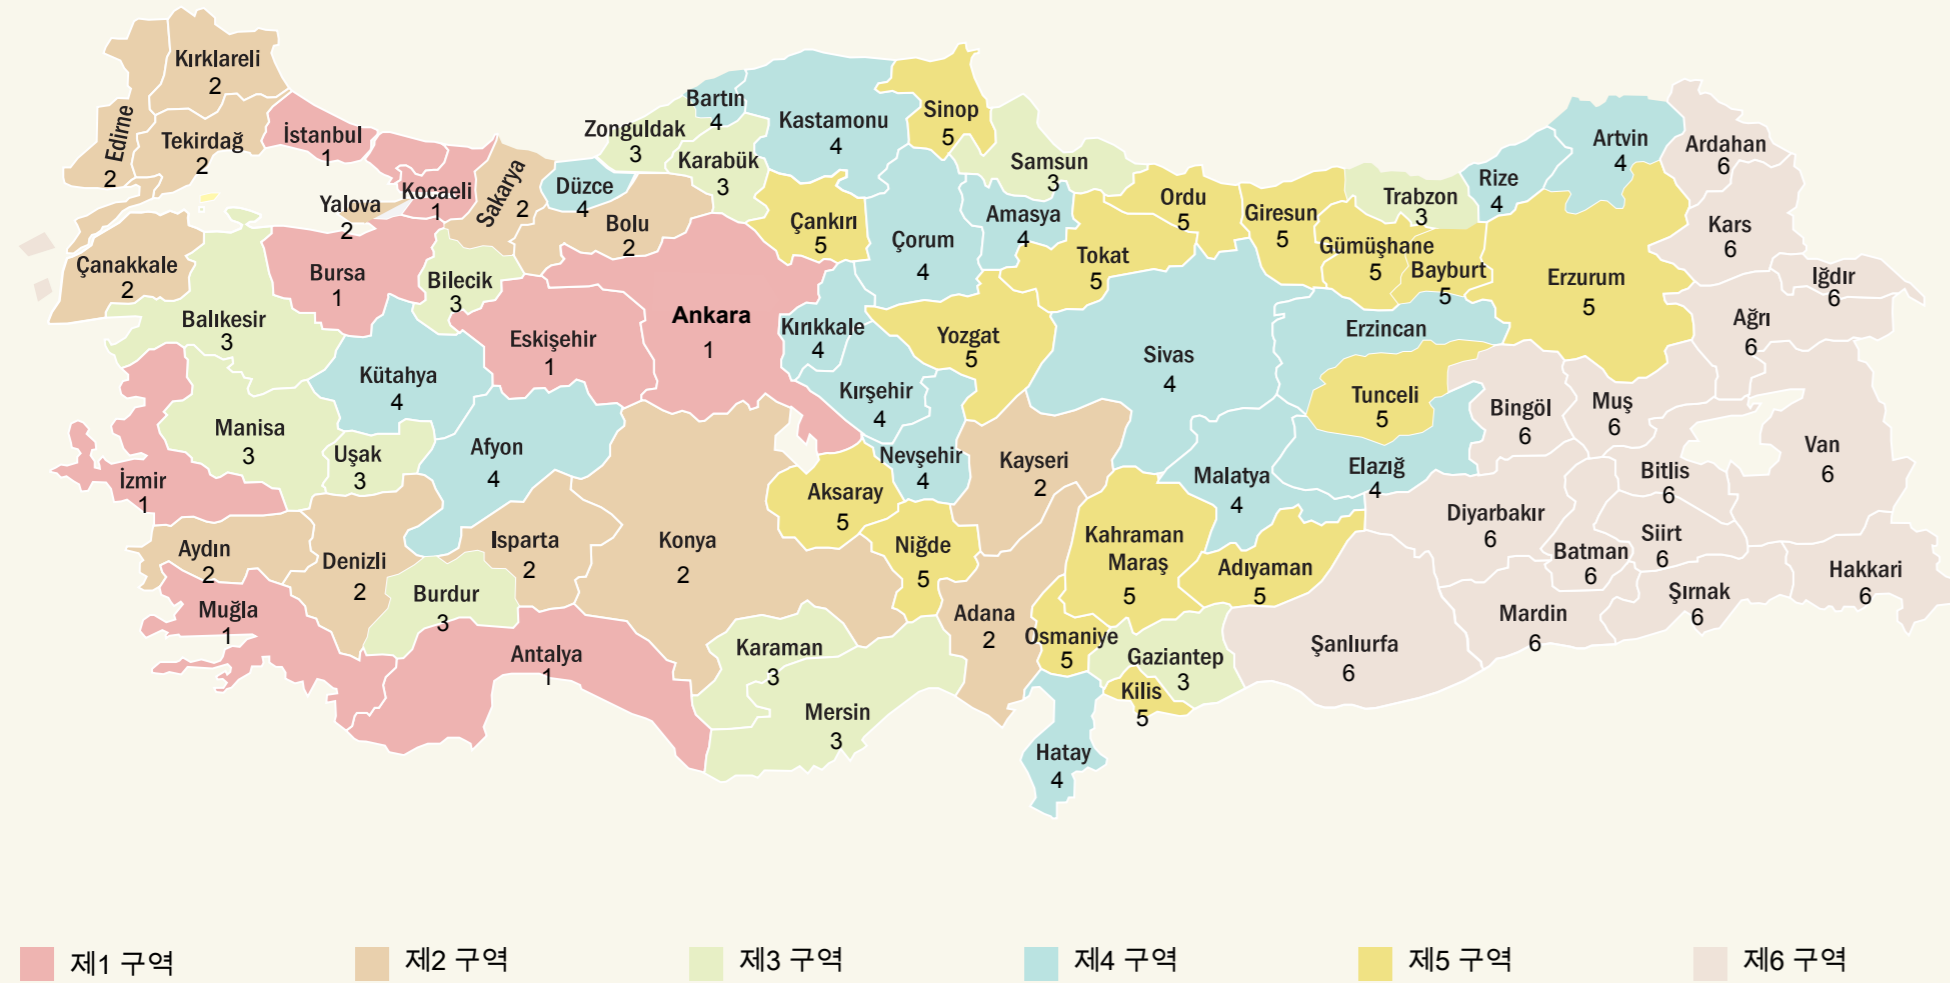 Kırklareli
2
Edirne
2
Tekirdağ
2
İstanbul
1
Kocaeli
1
Yalova
2
Sakarya
2
Düzce
4
Bolu
2
Zonguldak
3
Bartın
4
Karabük
3
Kastamonu
4
Sinop
5
Çankırı
5
Çorum
4
Samsun
3
Amasya
4
Tokat
5
Ordu
5
Giresun
5
Gümüşhane
5
Trabzon
3
Bayburt
5
Rize
4
Artvin
4
Ardahan
6
Kars
6
Iğdır
6
Ağrı
6
Erzurum
5
Erzincan
Çanakkale
2
Balıkesir
3
Bursa
1
Bilecik
3
Eskişehir
1
Ankara
1
Kırıkkale
4
Kırşehir
4
Yozgat
5
Sivas
4
Tunceli
5
Bingöl
6
Muş
6
Bitlis
6
Van
6
Kütahya
4
Manisa
3
Uşak
3
Afyon
4
İzmir
1
Aydın
2
Denizli
2
Isparta
2
Burdur
3
Muğla
1
Antalya
1
Konya
2
Aksaray
5
Nevşehir
4
Niğde
5
Kayseri
2
Malatya
4
Elazığ
4
Diyarbakır
6
Batman
6
Siirt
6
Şırnak
6
Hakkari
6
Mardin
6
Şanlıurfa
6
Adıyaman
5
Kahraman
Maraş
5
Adana
2
Osmaniye
5
Gaziantep
3
Kilis
5
Hatay
4
Karaman
3
Mersin
3
제1 구역
제2 구역
제3 구역
제4 구역
제5 구역
제6 구역